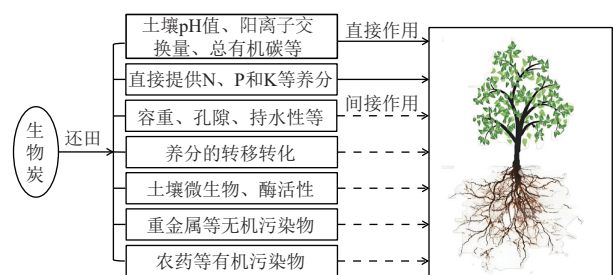 土壤pH值、阳离子交
换量、总有机碳等
直接作用
直接提供N、P和K等养分
容重、孔隙、持水性等
间接作用
生物炭
还田
养分的转移转化
土壤微生物、酶活性
重金属等无机污染物
农药等有机污染物